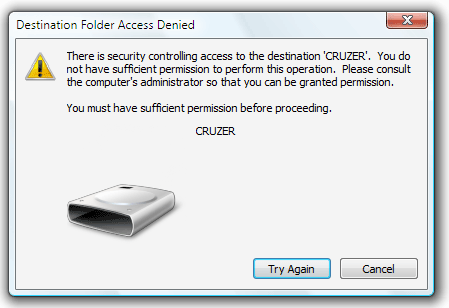 Destination Folder Access Denied
There is security controlling access to the destination 'CRUZER'. You do
not have sufficient permission to perform this operation. Please consult
the computer's administrator so that you can be granted permission.
You must have sufficient permission before proceeding.
CRUZER
Try Again
Cancel